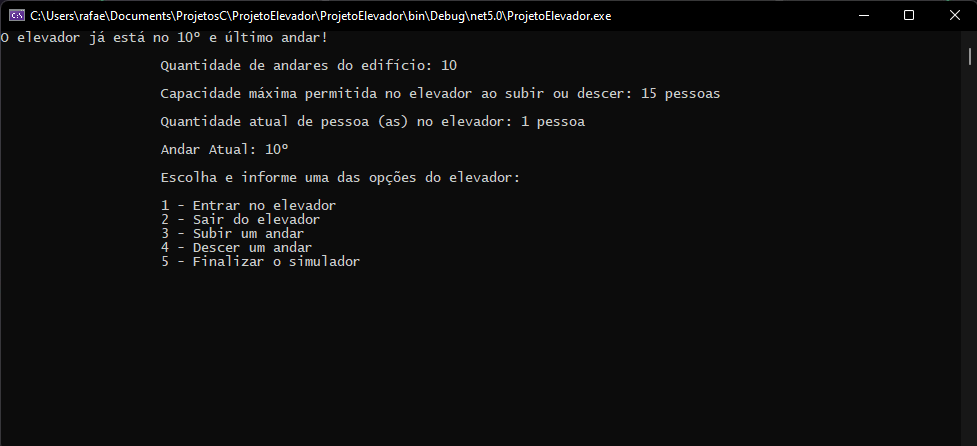 C:\Users\rafae\Documents\ProjetosC\ProjetoElevador\ProjetoElevador\bin\Debug\net5.0\ProjetoElevador.exe
O elevador já está no 10º e último andar!
Quantidade de andares do edifício: 10
Capacidade máxima permitida no elevador ao subir ou descer: 15 pessoas
Quantidade atual de pessoa (as) no elevador: 1 pessoa
Andar Atual: 10º
Escolha e informe uma das opções do elevador:
1 - Entrar no elevador
2 - Sair do elevador
3 - Subir um andar
4 - Descer um andar
5 - Finalizar o simulador